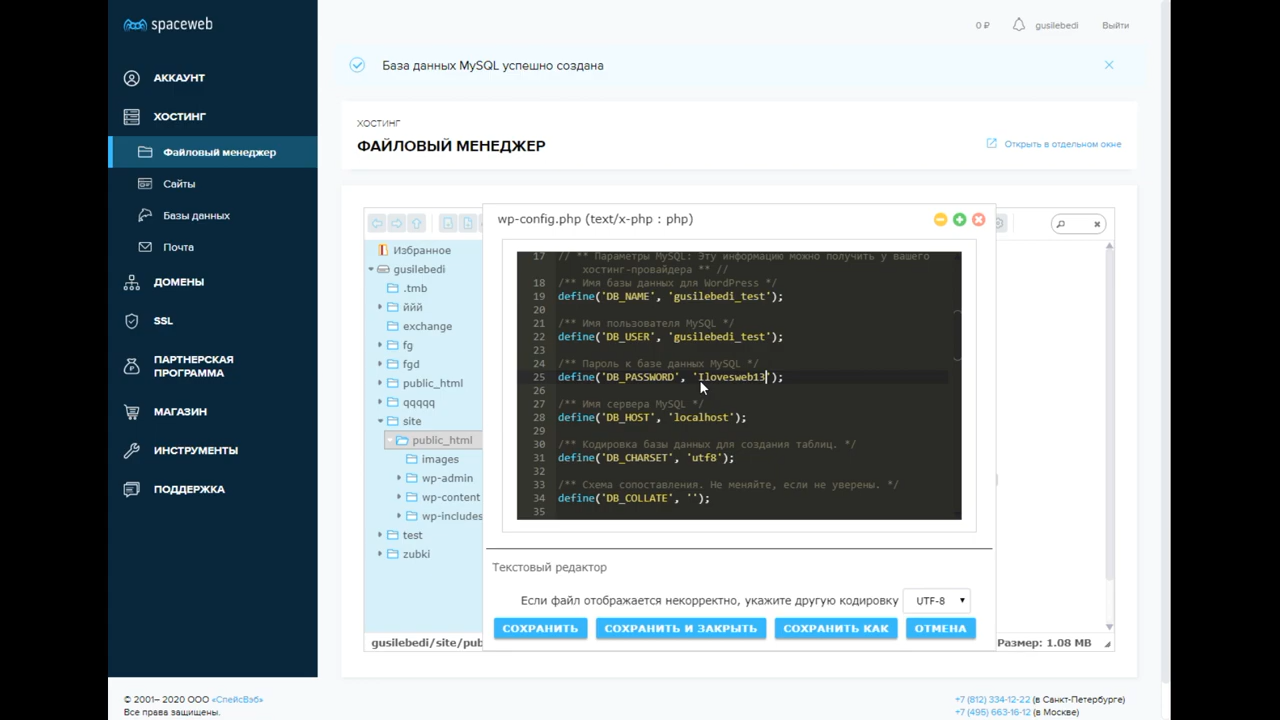 spaceweb
0 ₽
gusilebedi
Выйти
АККАУНТ
ХОСТИНГ
Файловый менеджер
Сайты
Базы данных
Почта
ДОМЕНЫ
SSL
ПАРТНЕРСКАЯ
ПРОГРАММА
МАГАЗИН
ИНСТРУМЕНТЫ
ПОДДЕРЖКА
База данных MySQL успешно создана
ХОСТИНГ
ФАЙЛОВЫЙ МЕНЕДЖЕР
Открыть в отдельном окне
Избранное
gusilebedi
.tmb
ййй
exchange
fg
fgd
public_html
qqqqq
site
public_html
images
wp-admin
wp-content
wp-includes
test
zubki
wp-config.php (text/x-php : php)
17 // ** Параметры MySQL: Эту информацию можно получить у вашего
хостинг-провайдера ** //
18 /** Имя базы данных для WordPress */
19 define('DB_NAME', 'gusilebedi_test');
20
21 /** Имя пользователя MySQL */
22 define('DB_USER', 'gusilebedi_test');
23
24 /** Пароль к базе данных MySQL */
25 define('DB_PASSWORD', 'Ilovesweb13');
26
27 /** Имя сервера MySQL */
28 define('DB_HOST', 'localhost');
29
30 /** Кодировка базы данных для создания таблиц. */
31 define('DB_CHARSET', 'utf8');
32
33 /** Схема сопоставления. Не меняйте, если не уверены. */
34 define('DB_COLLATE', '');
35
Текстовый редактор
Если файл отображается некорректно, укажите другую кодировку UTF-8
СОХРАНИТЬ СОХРАНИТЬ И ЗАКРЫТЬ СОХРАНИТЬ КАК ОТМЕНА
gusilebedi/site/pub
Размер: 1.08 MB
© 2001– 2020 ООО «СпейсВэб»
Все права защищены.
+7 (812) 334-12-22 (в Санкт-Петербурге)
+7 (495) 663-16-12 (в Москве)